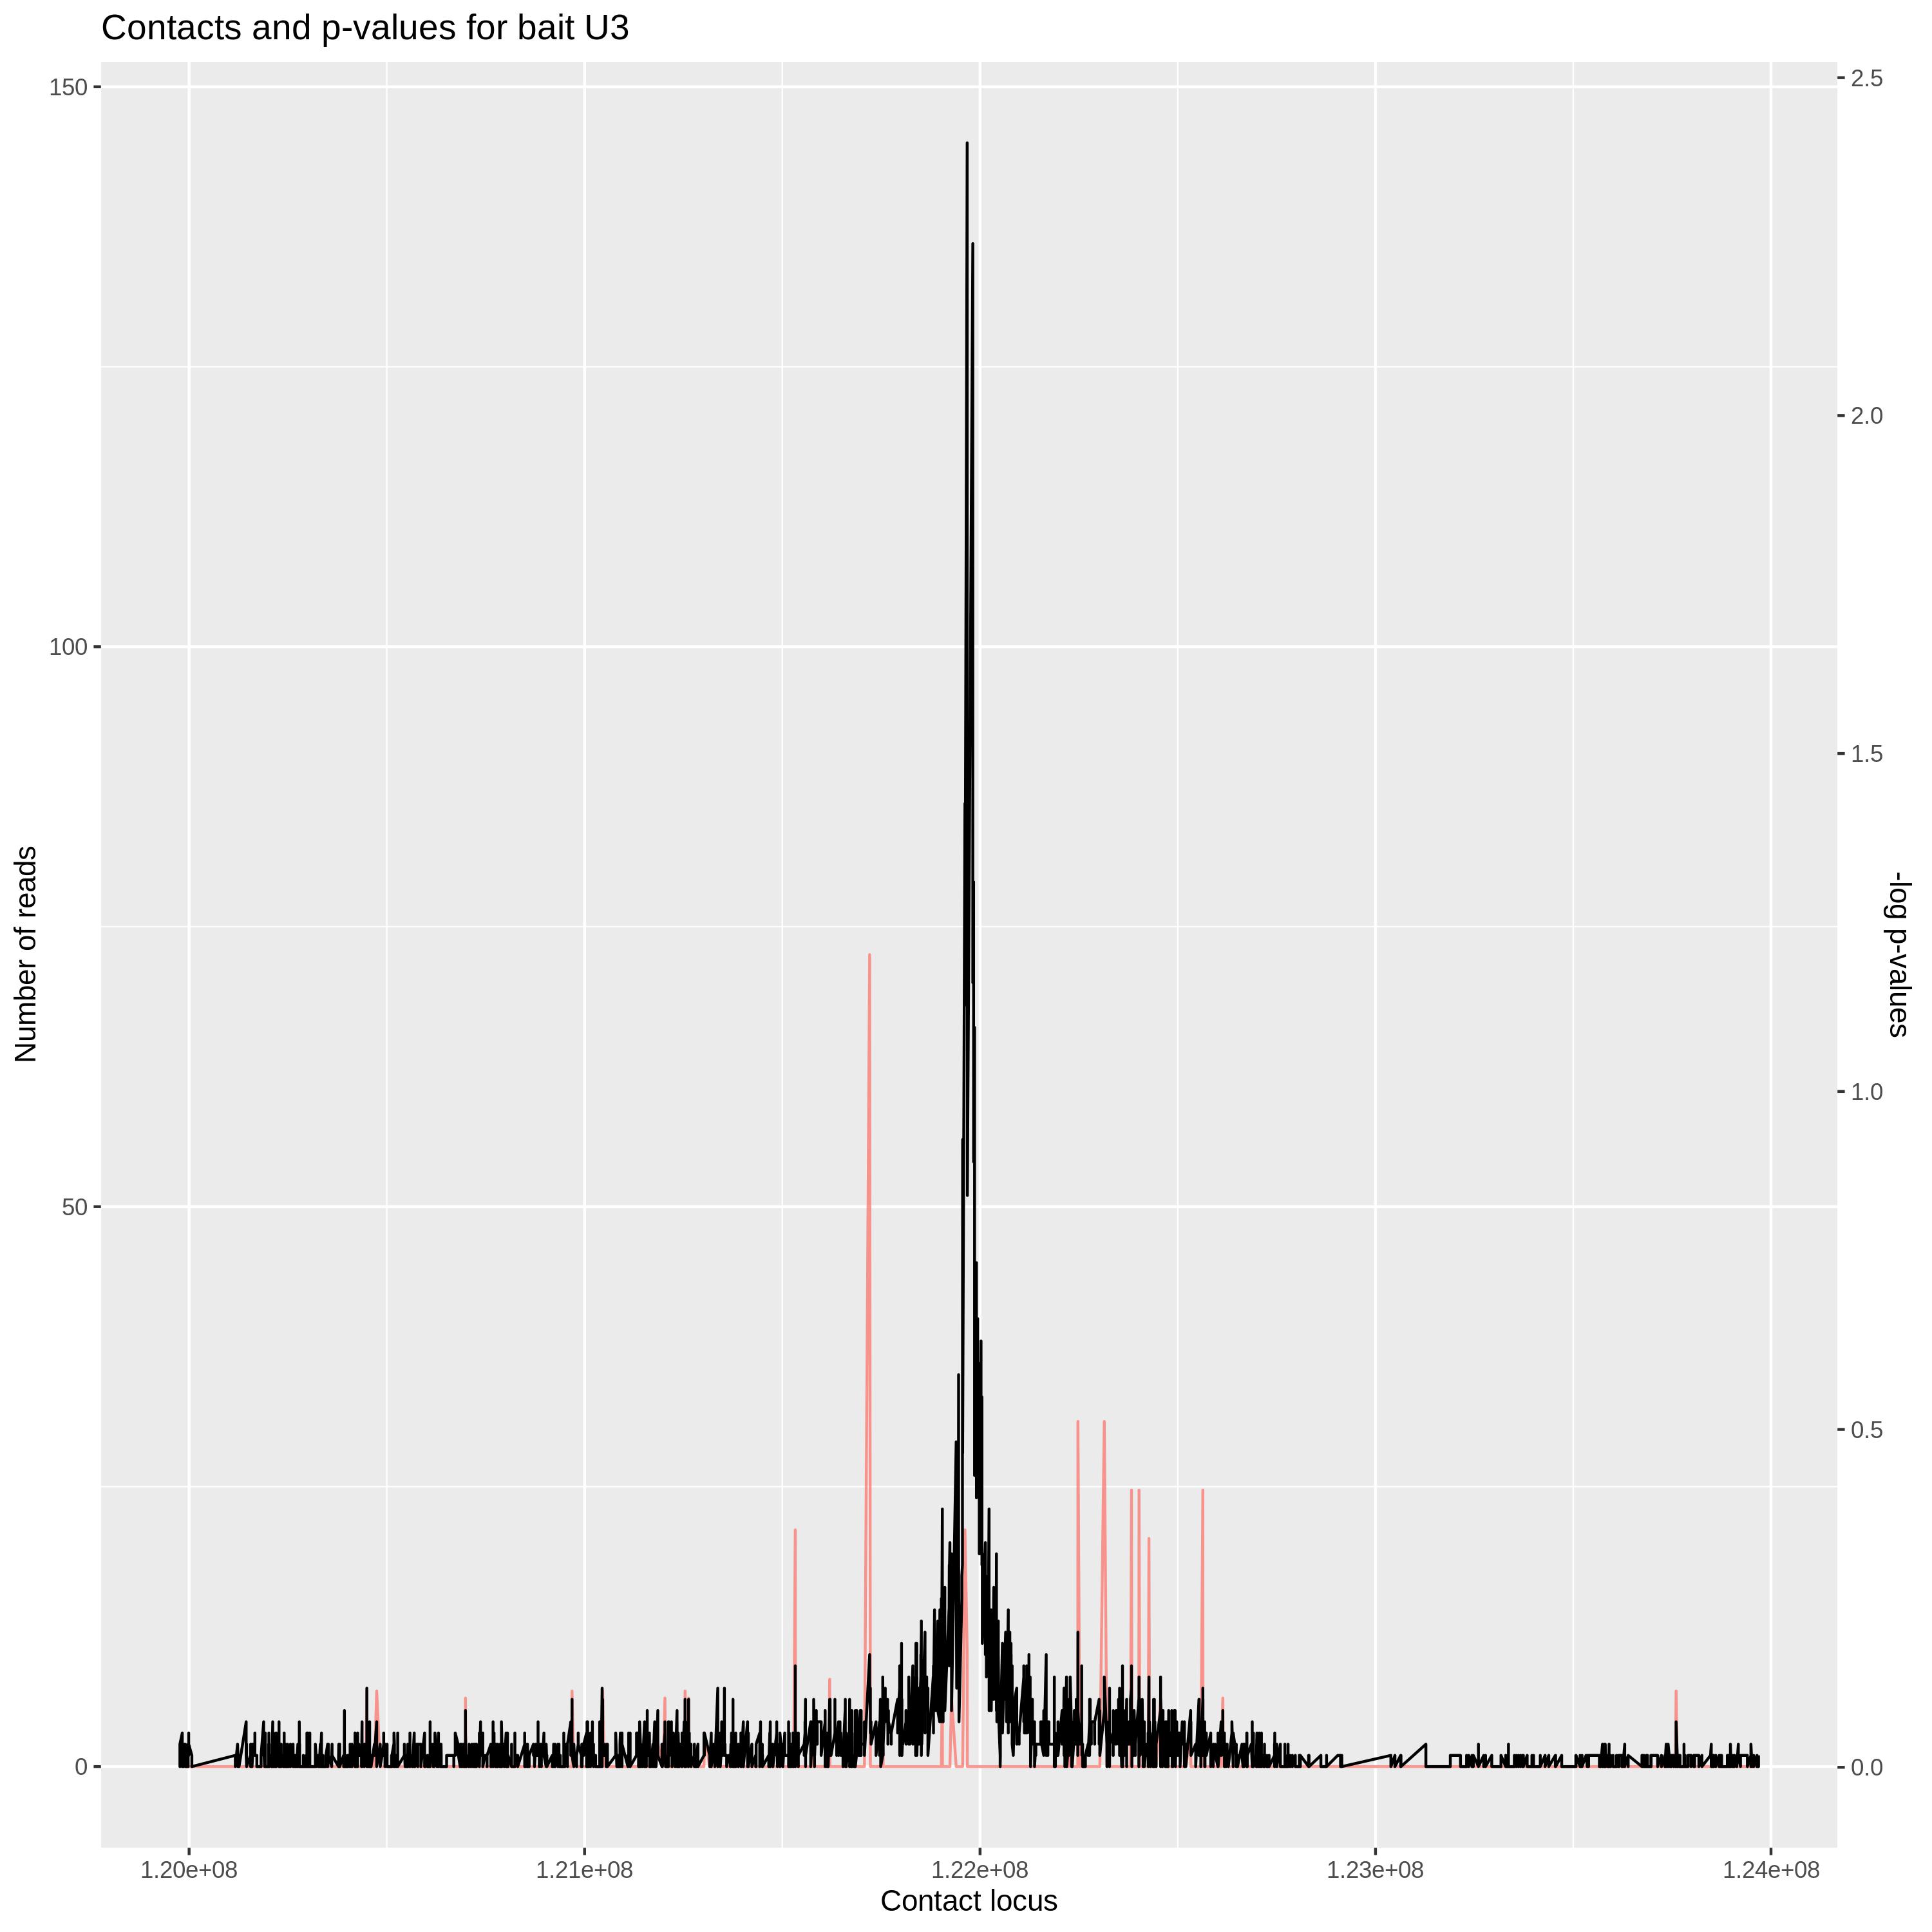 Contacts and p-values for bait U3
150
100
50
0
Number of reads
2.5
2.0
1.5
1.0
0.5
0.0
-log p-values
1.20e+08
1.21e+08
1.22e+08
1.23e+08
1.24e+08
Contact locus